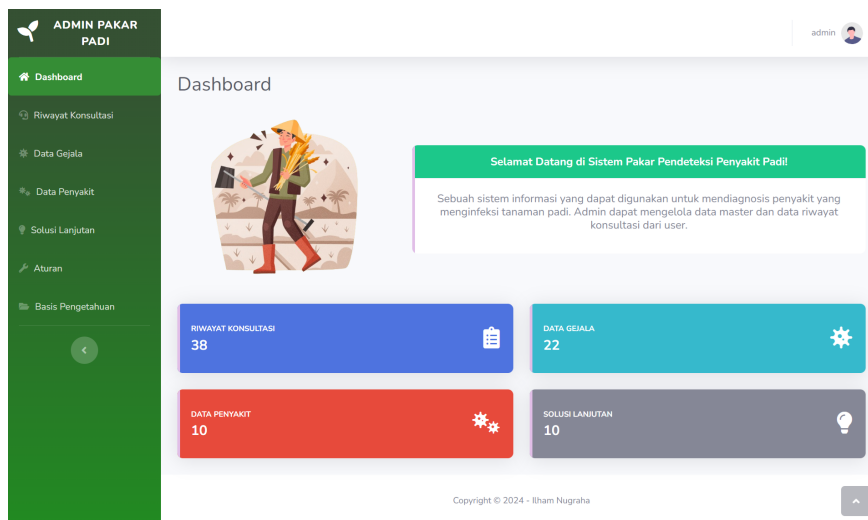 ADMIN PAKAR
PADI
admin
Dashboard
Riwayat Konsultasi
Data Gejala
Data Penyakit
Solusi Lanjutan
Aturan
Basis Pengetahuan
Dashboard
Selamat Datang di Sistem Pakar Pendeteksi Penyakit Padi!
Sebuah sistem informasi yang dapat digunakan untuk mendiagnosis penyakit yang
menginfeksi tanaman padi. Admin dapat mengelola data master dan data riwayat
konsultasi dari user.
RIWAYAT KONSULTASI
38
DATA GEJALA
22
DATA PENYAKIT
10
SOLUSI LANJUTAN
10
Copyright © 2024 - Ilham Nugraha